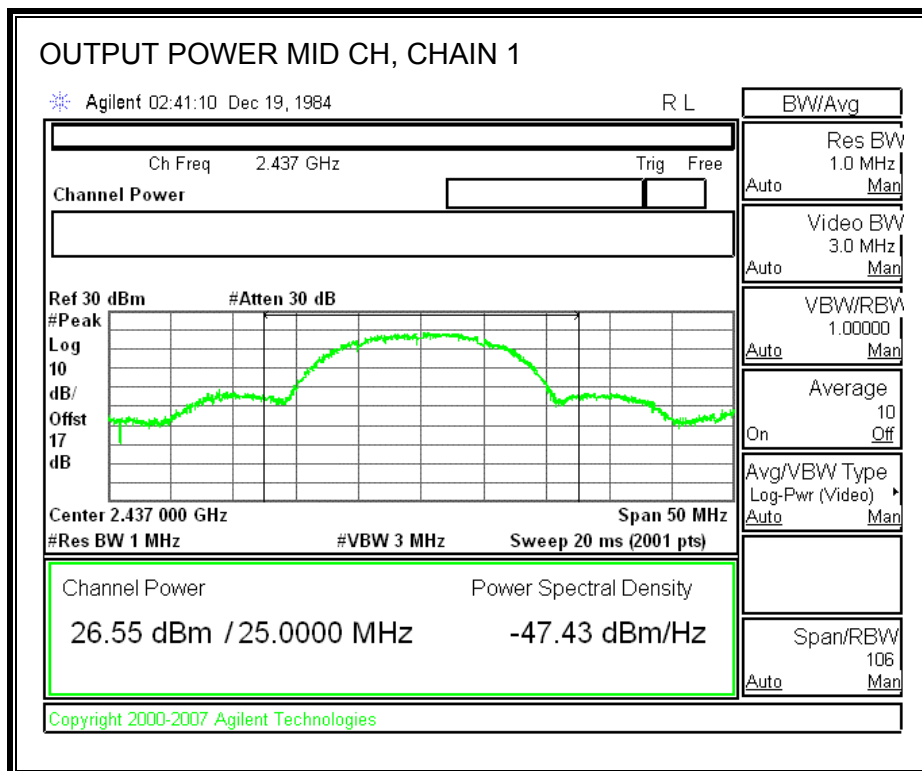 OUTPUT POWER MID CH, CHAIN 1
Agilent 02:41:10 Dec 19, 1984 R L
Ch Freq 2.437 GHz Trig Free
Channel Power
Ref 30 dBm #Atten 30 dB
#Peak
Log
10
dB/
Offst
17
dB
Center 2.437 000 GHz Span 50 MHz
#Res BW 1 MHz #VBW 3 MHz Sweep 20 ms (2001 pts)
Channel Power Power Spectral Density
26.55 dBm / 25.0000 MHz -47.43 dBm/Hz
Copyright 2000-2007 Agilent Technologies
BW/Avg
Res BW
1.0 MHz
Auto Man
Video BW
3.0 MHz
Auto Man
VBW/RBW
1.00000
Auto Man
Average
10
On Off
Avg/VBW Type
Log-Pwr (Video)
Auto Man
Span/RBW
106
Auto Man